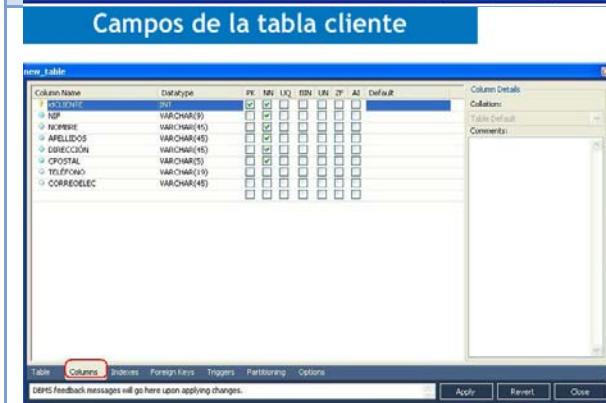 Campos de la tabla cliente
new_table
Column Name Datatype PK NN UQ BIN UN ZF AI Default
idCLIENTE INT
NIF VARCHAR(9)
NOMBRE VARCHAR(45)
APELLIDOS VARCHAR(45)
DIRECCIÓN VARCHAR(45)
CPOSTAL VARCHAR(5)
TELÉFONO VARCHAR(19)
CORREOELEC VARCHAR(45)
Column Details
Collation:
Table Default
Comments:
Table Columns Indexes Foreign Keys Triggers Partitioning Options
DBMS feedback messages will go here upon applying changes.
Apply Revert Close